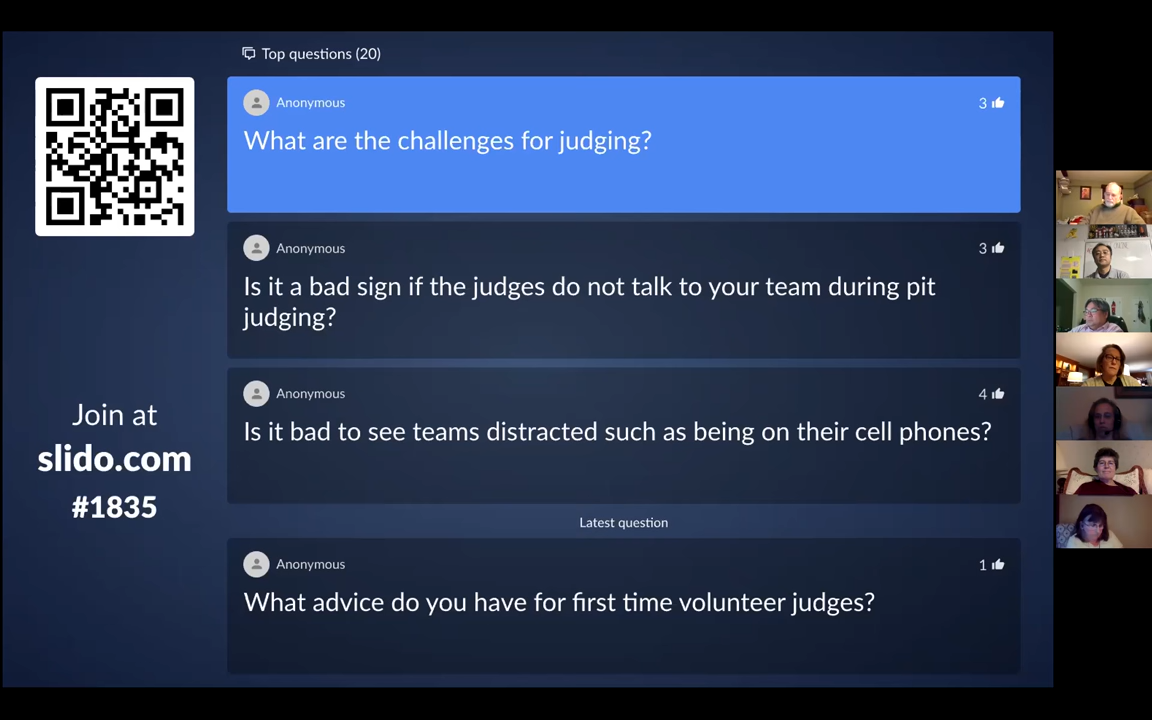 Top questions (20)
Anonymous
3
What are the challenges for judging?
Anonymous
3
Is it a bad sign if the judges do not talk to your team during pit
judging?
Anonymous
4
Is it bad to see teams distracted such as being on their cell phones?
Latest question
Anonymous
1
What advice do you have for first time volunteer judges?
Join at
slido.com
#1835